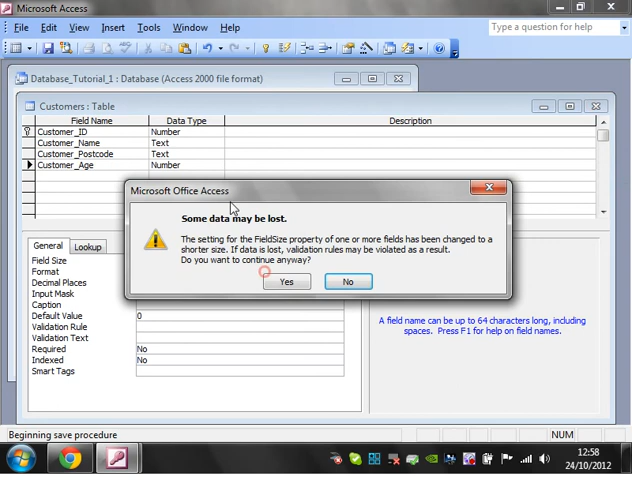 Microsoft Access
File Edit View Insert Tools Window Help
Type a question for help
Database_Tutorial_1 : Database (Access 2000 file format)
Customers : Table
Field Name Data Type Description
Customer_ID Number
Customer_Name Text
Customer_Postcode Text
Customer_Age Number
Microsoft Office Access
Some data may be lost.
The setting for the FieldSize property of one or more fields has been changed to a
shorter size. If data is lost, validation rules may be violated as a result.
Do you want to continue anyway?
Yes No
General Lookup
Field Size
Format
Decimal Places
Input Mask
Caption
Default Value 0
Validation Rule
Validation Text
Required No
Indexed No
Smart Tags
A field name can be up to 64 characters long, including
spaces. Press F1 for help on field names.
Beginning save procedure
NUM
12:58
24/10/2012